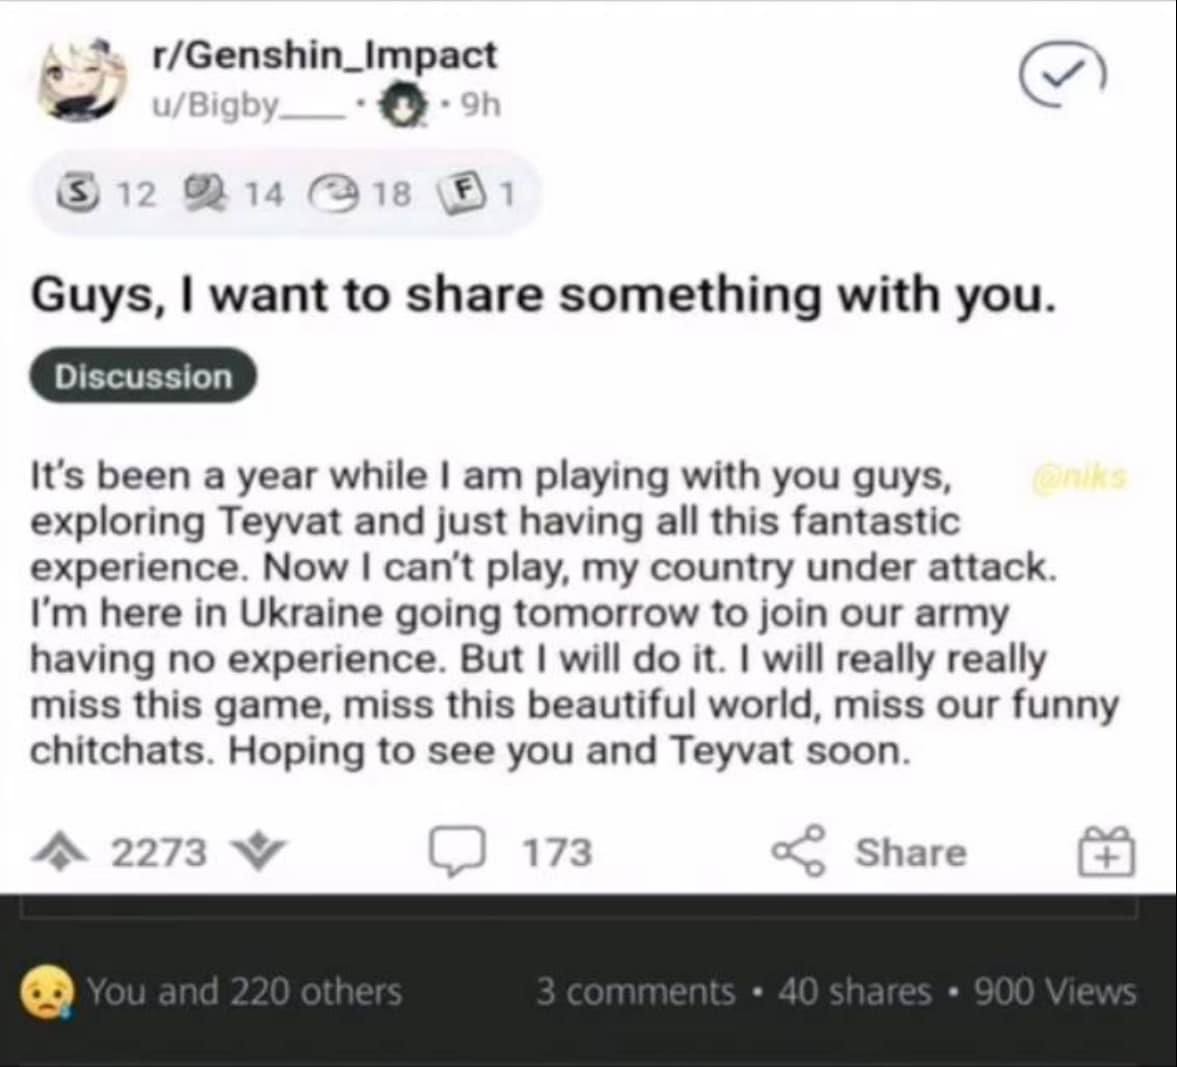 r/Genshin_Impact
u/Bigby___ · 9h
S 12 14 18 F 1
Guys, I want to share something with you.
Discussion
It's been a year while I am playing with you guys,
@niks
exploring Teyvat and just having all this fantastic
experience. Now I can't play, my country under attack.
I'm here in Ukraine going tomorrow to join our army
having no experience. But I will do it. I will really really
miss this game, miss this beautiful world, miss our funny
chitchats. Hoping to see you and Teyvat soon.
2273 173 Share
You and 220 others 3 comments • 40 shares • 900 Views